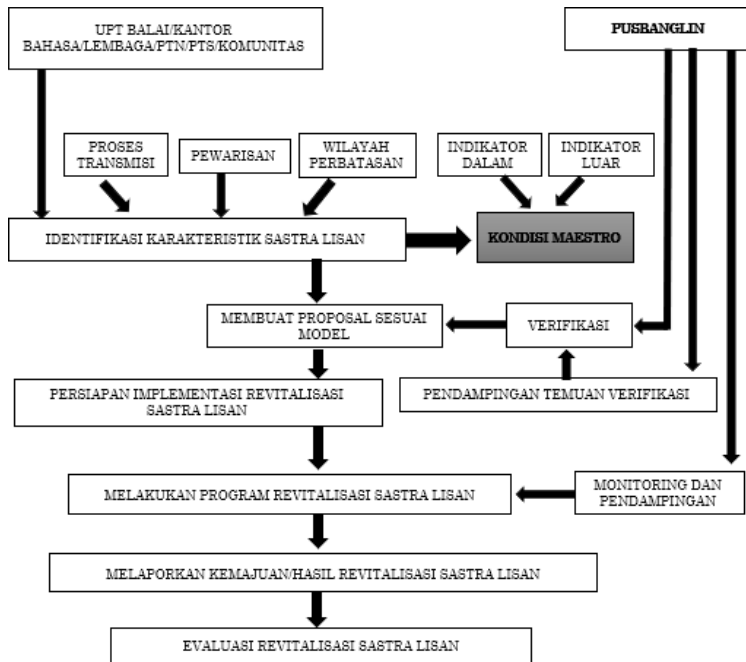 UPT BALAI/KANTOR
BAHASA/LEMBAGA/PTN/PTS/KOMUNITAS
PUSBANGLIN
PROSES
TRANSMISI
PEWARISAN
WILAYAH
PERBATASAN
INDIKATOR
DALAM
INDIKATOR
LUAR
IDENTIFIKASI KARAKTERISTIK SASTRA LISAN
KONDISI MAESTRO
MEMBUAT PROPOSAL SESUAI
MODEL
VERIFIKASI
PERSIAPAN IMPLEMENTASI REVITALISASI
SASTRA LISAN
PENDAMPINGAN TEMUAN VERIFIKASI
MELAKUKAN PROGRAM REVITALISASI SASTRA LISAN
MONITORING DAN
PENDAMPINGAN
MELAPORKAN KEMAJUAN/HASIL REVITALISASI SASTRA LISAN
EVALUASI REVITALISASI SASTRA LISAN